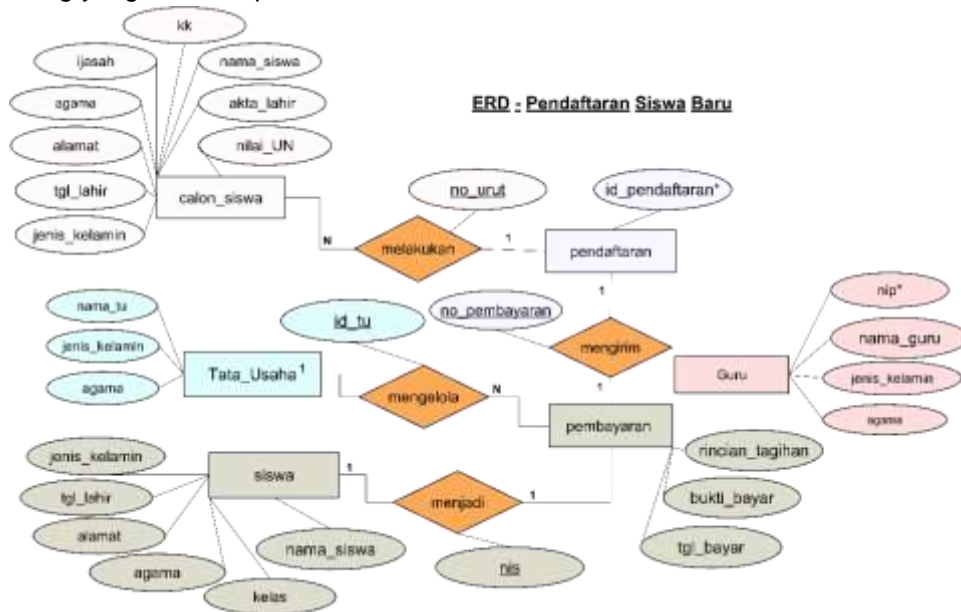 kk
ijasah
nama_siswa
agama
akta_lahir
ERD - Pendaftaran Siswa Baru
alamat
nilai_UN
tgl_lahir
calon_siswa
no_urut
id_pendaftaran*
jenis_kelamin
N
melakukan
1
pendaftaran
1
nama_tu
id_tu
no_pembayaran
nip*
jenis_kelamin
mengirim
nama_guru
Tata_Usaha 1
Guru
jenis_kelamin
agama
mengelola
N
1
agama
pembayaran
jenis_kelamin
rincian_tagihan
siswa
1
tgl_lahir
menjadi
1
bukti_bayar
alamat
nama_siswa
tgl_bayar
agama
nis
kelas